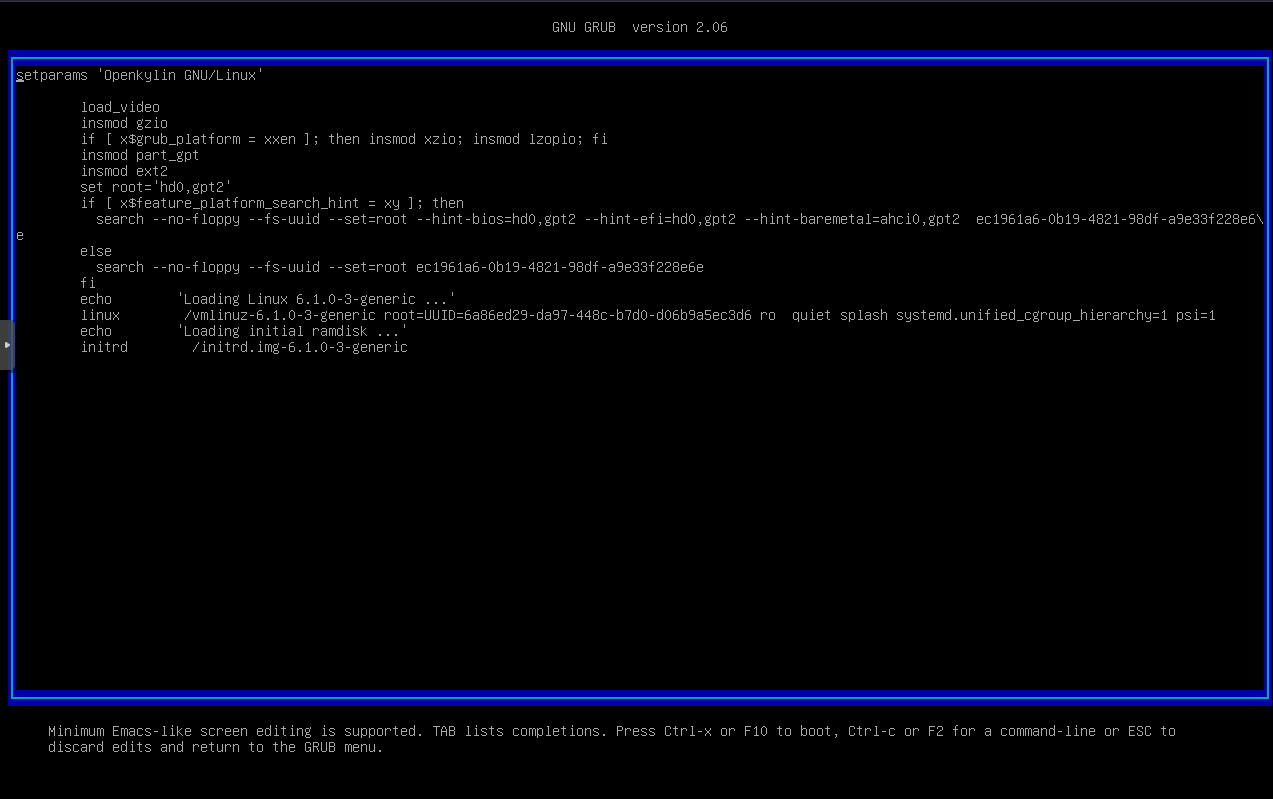 GNU GRUB  version 2.06
setparams 'Openkylin GNU/Linux'
load_video
insmod gzio
if [ x$grub_platform = xxen ]; then insmod xzio; insmod lzopio; fi
insmod part_gpt
insmod ext2
set root='hd0,gpt2'
if [ x$feature_platform_search_hint = xy ]; then
search --no-floppy --fs-uuid --set=root --hint-bios=hd0,gpt2 --hint-efi=hd0,gpt2 --hint-baremetal=ahci0,gpt2  ec1961a6-0b19-4821-98df-a9e33f228e6\
e
else
search --no-floppy --fs-uuid --set=root ec1961a6-0b19-4821-98df-a9e33f228e6e
fi
echo        'Loading Linux 6.1.0-3-generic ...'
linux        /vmlinuz-6.1.0-3-generic root=UUID=6a86ed29-da97-448c-b7d0-d06b9a5ec3d6 ro  quiet splash systemd.unified_cgroup_hierarchy=1 psi=1
echo        'Loading initial ramdisk ...'
initrd        /initrd.img-6.1.0-3-generic
Minimum Emacs-like screen editing is supported. TAB lists completions. Press Ctrl-x or F10 to boot, Ctrl-c or F2 for a command-line or ESC to
discard edits and return to the GRUB menu.